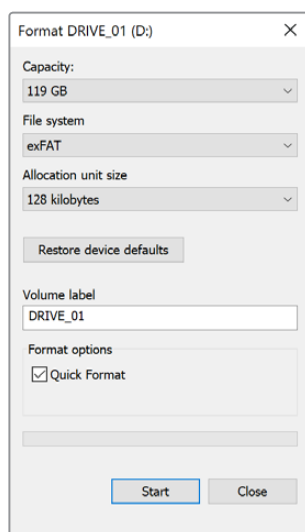 Format DRIVE_01 (D:)
Capacity:
119 GB
File system
exFAT
Allocation unit size
128 kilobytes
Restore device defaults
Volume label
DRIVE_01
Format options
Quick Format
Start Close